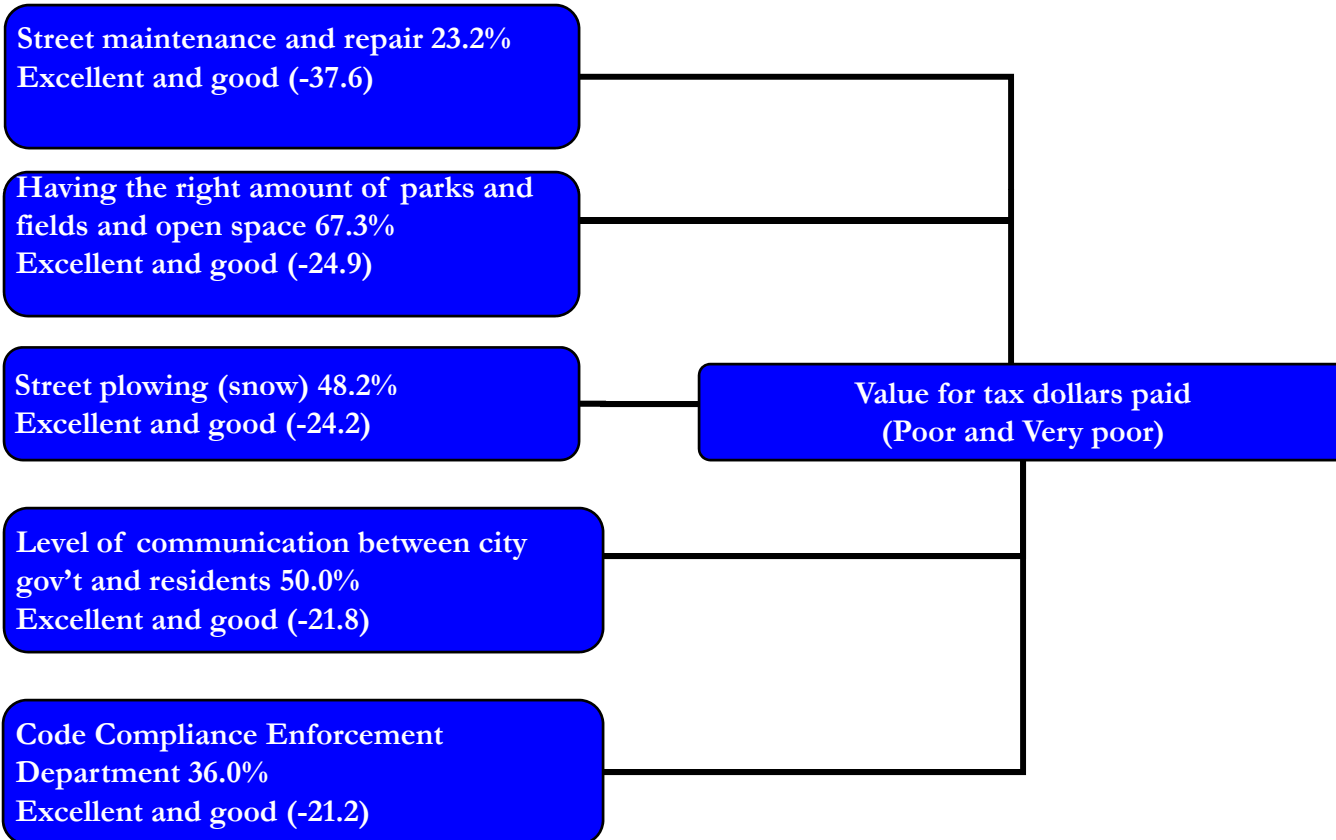 Street maintenance and repair 23.2%
Excellent and good (-37.6)
Having the right amount of parks and
fields and open space 67.3%
Excellent and good (-24.9)
Street plowing (snow) 48.2%
Excellent and good (-24.2)
Value for tax dollars paid
(Poor and Very poor)
Level of communication between city
gov’t and residents 50.0%
Excellent and good (-21.8)
Code Compliance Enforcement
Department 36.0%
Excellent and good (-21.2)